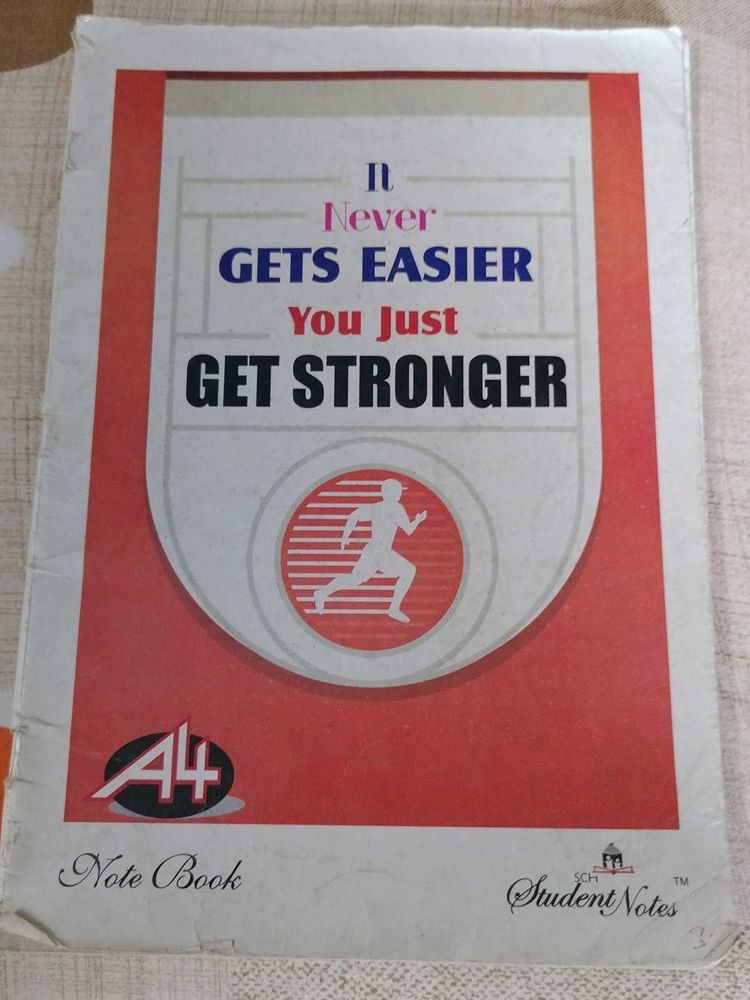 It
Never
GETS EASIER
You Just
GET STRONGER
A4
Note Book
SCH
Student Notes ™